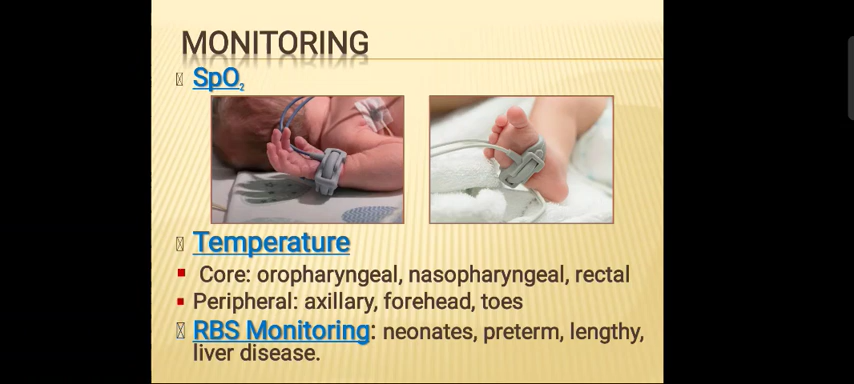 MONITORING
SpO₂
Temperature
Core: oropharyngeal, nasopharyngeal, rectal
Peripheral: axillary, forehead, toes
RBS Monitoring: neonates, preterm, lengthy,
liver disease.